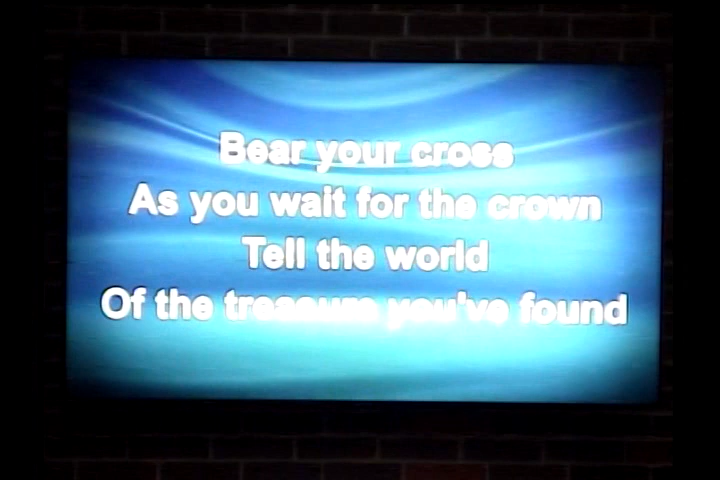 Bear your cross
As you wait for the crown
Tell the world
Of the treasure you've found